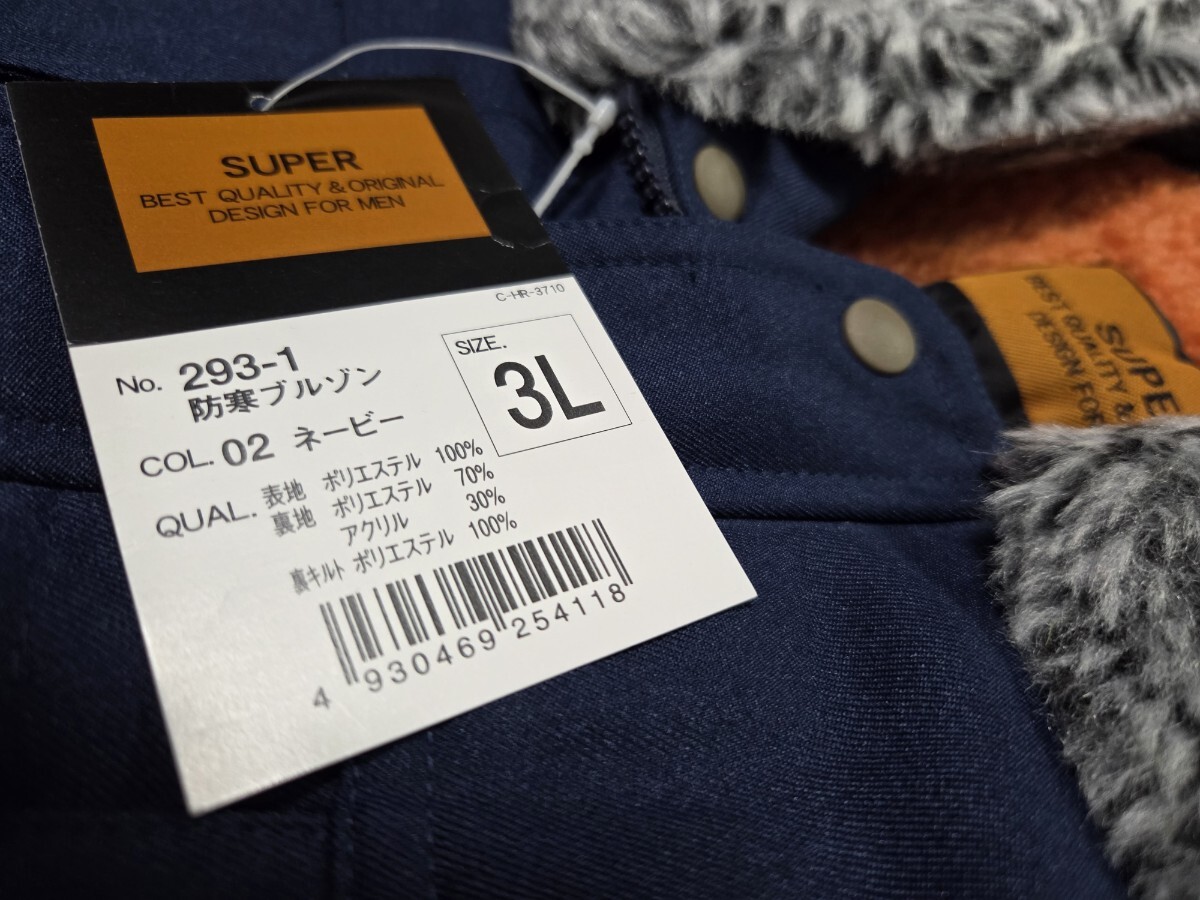 SUPER
BEST QUALITY & ORIGINAL
DESIGN FOR MEN
C-HR-3710
No. 293-1
防寒ブルゾン
SIZE.
3L
COL. 02 ネービー
QUAL. 表地 ポリエステル 100%
裏地 ポリエステル 70%
アクリル 30%
裏キルト ポリエステル 100%
4 930469 254118
SUPE
BEST QUALITY &
DESIGN FOR